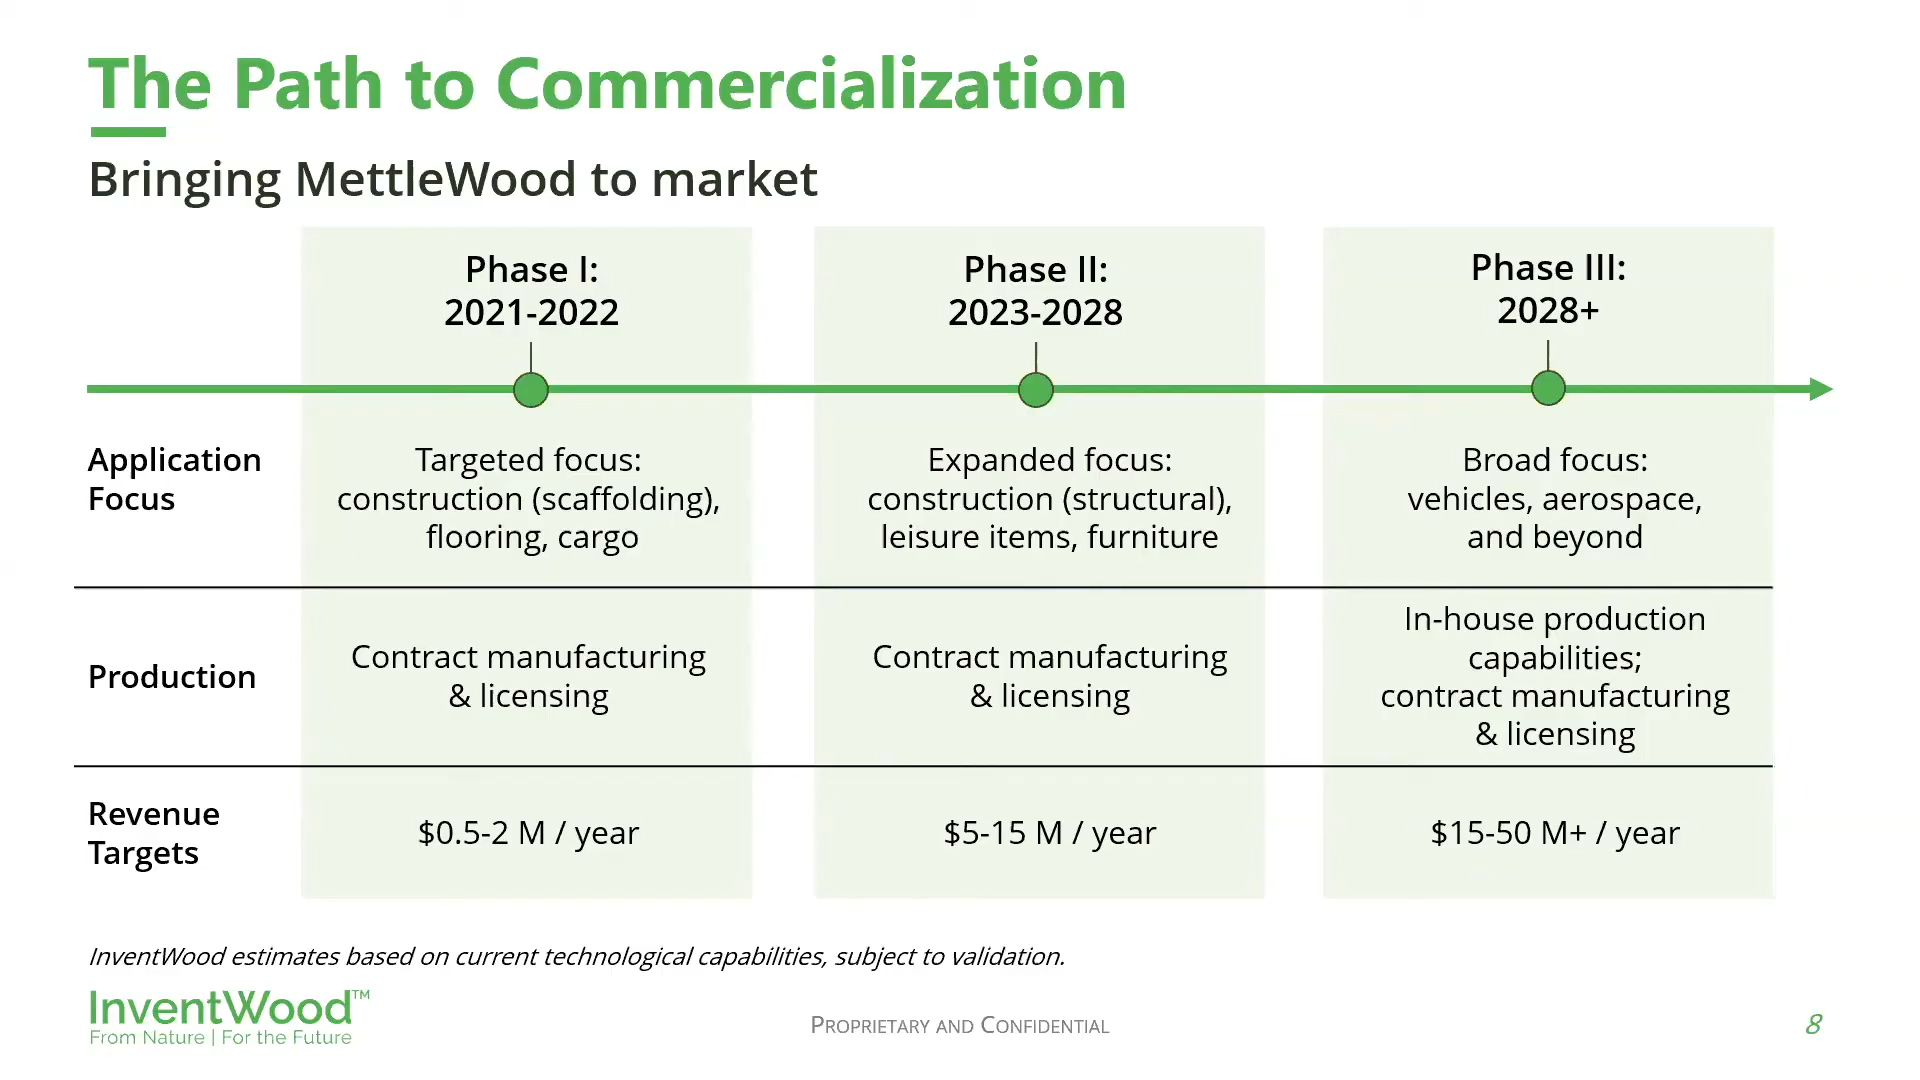 The Path to Commercialization
Bringing MettleWood to market
Phase I:
2021-2022
Phase II:
2023-2028
Phase III:
2028+
Application
Focus
Targeted focus:
construction (scaffolding),
flooring, cargo
Expanded focus:
construction (structural),
leisure items, furniture
Broad focus:
vehicles, aerospace,
and beyond
Production
Contract manufacturing
& licensing
Contract manufacturing
& licensing
In-house production
capabilities;
contract manufacturing
& licensing
Revenue
Targets
$0.5-2 M / year
$5-15 M / year
$15-50 M+ / year
InventWood estimates based on current technological capabilities, subject to validation.
InventWood™
From Nature | For the Future
Proprietary and Confidential
8